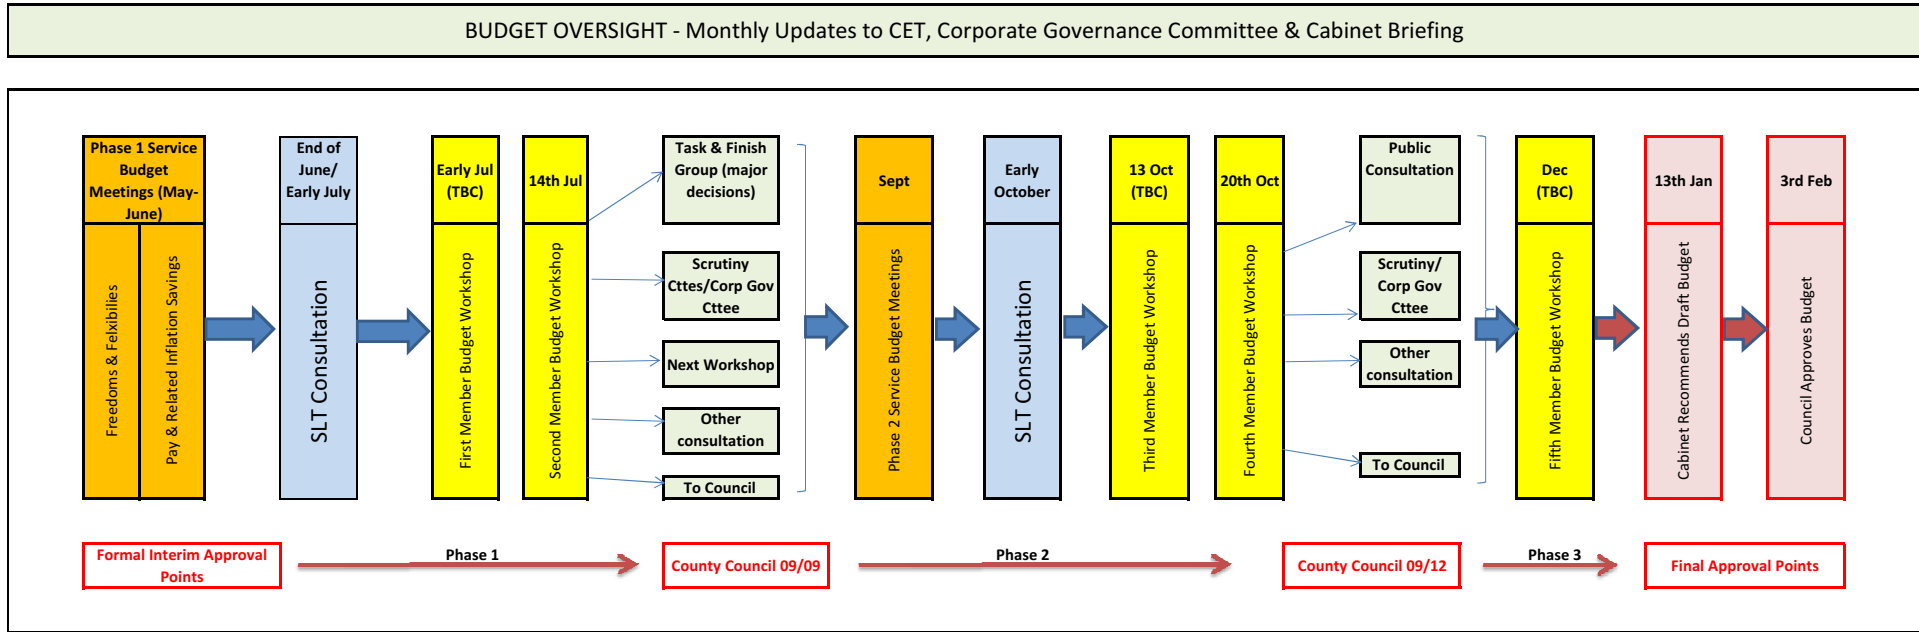 BUDGET OVERSIGHT - Monthly Updates to CET, Corporate Governance Committee & Cabinet Briefing
Phase 1 Service
Budget
Meetings (May-
June)
Freedoms & Felxibilies
Pay & Related Inflation Savings
End of
June/
Early July
SLT Consultation
Early Jul
(TBC)
First Member Budget Workshop
14th Jul
Second Member Budget Workshop
Task & Finish
Group (major
decisions)
Scrutiny
Cttes/Corp Gov
Cttee
Next Workshop
Other
consultation
To Council
Sept
Phase 2 Service Budget Meetings
Early
October
SLT Consultation
13 Oct
(TBC)
Third Member Budget Workshop
20th Oct
Fourth Member Budget Workshop
Public
Consultation
Scrutiny/
Corp Gov
Cttee
Other
consultation
To Council
Dec
(TBC)
Fifth Member Budget Workshop
13th Jan
Cabinet Recommends Draft Budget
3rd Feb
Council Approves Budget
Formal Interim Approval
Points
Phase 1
County Council 09/09
Phase 2
County Council 09/12
Phase 3
Final Approval Points